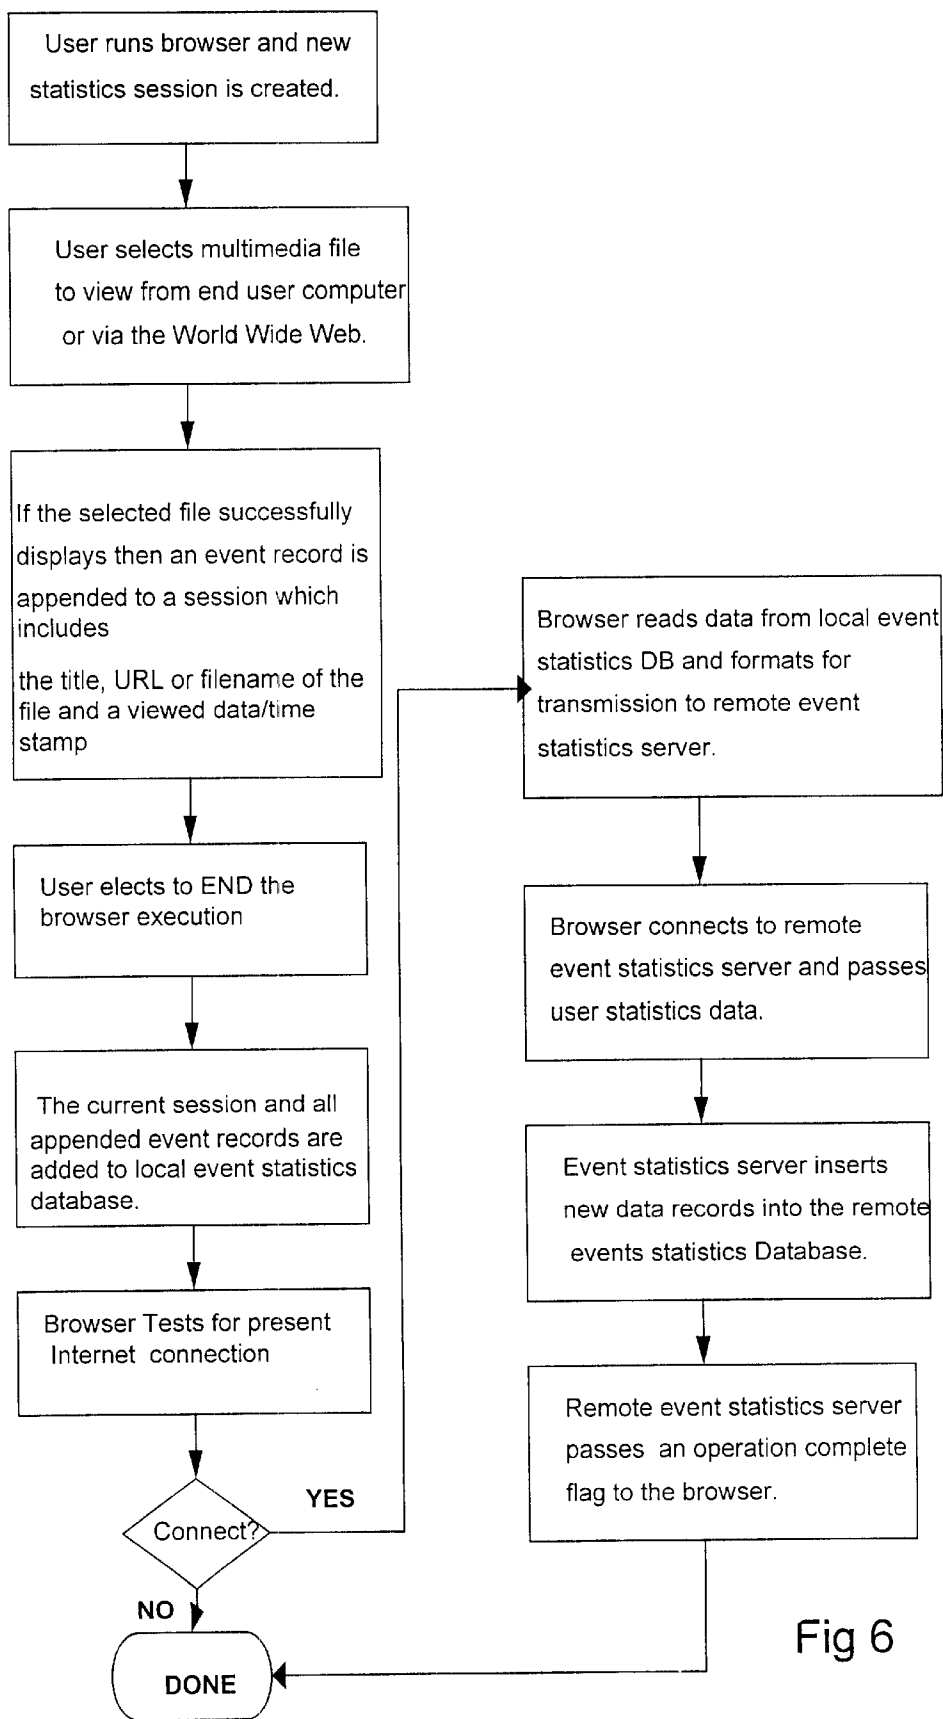 User runs browser and new
statistics session is created.
User selects multimedia file
to view from end user computer
or via the World Wide Web.
If the selected file successfully
displays then an event record is
appended to a session which
includes
the title, URL or filename of the
file and a viewed data/time
stamp
User elects to END the
browser execution
The current session and all
appended event records are
added to local event statistics
database.
Browser Tests for present
Internet connection
Connect?
YES
NO
DONE
Browser reads data from local event
statistics DB and formats for
transmission to remote event
statistics server.
Browser connects to remote
event statistics server and passes
user statistics data.
Event statistics server inserts
new data records into the remote
events statistics Database.
Remote event statistics server
passes an operation complete
flag to the browser.
Fig 6